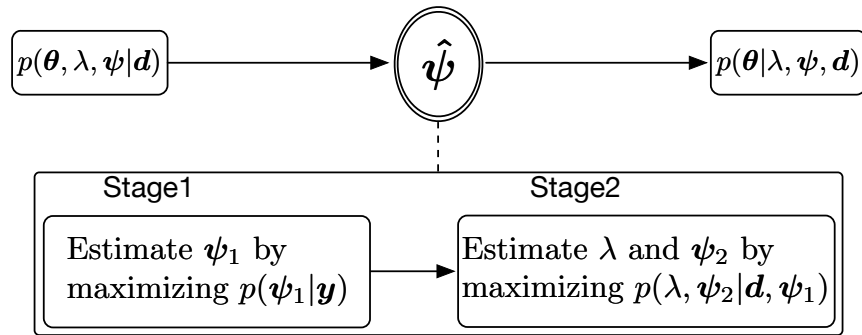 p(θ, λ, ψ|d)
ψ̂
p(θ|λ, ψ, d)
Stage1
Estimate ψ₁ by
maximizing p(ψ₁|y)
Stage2
Estimate λ and ψ₂ by
maximizing p(λ, ψ₂|d, ψ₁)